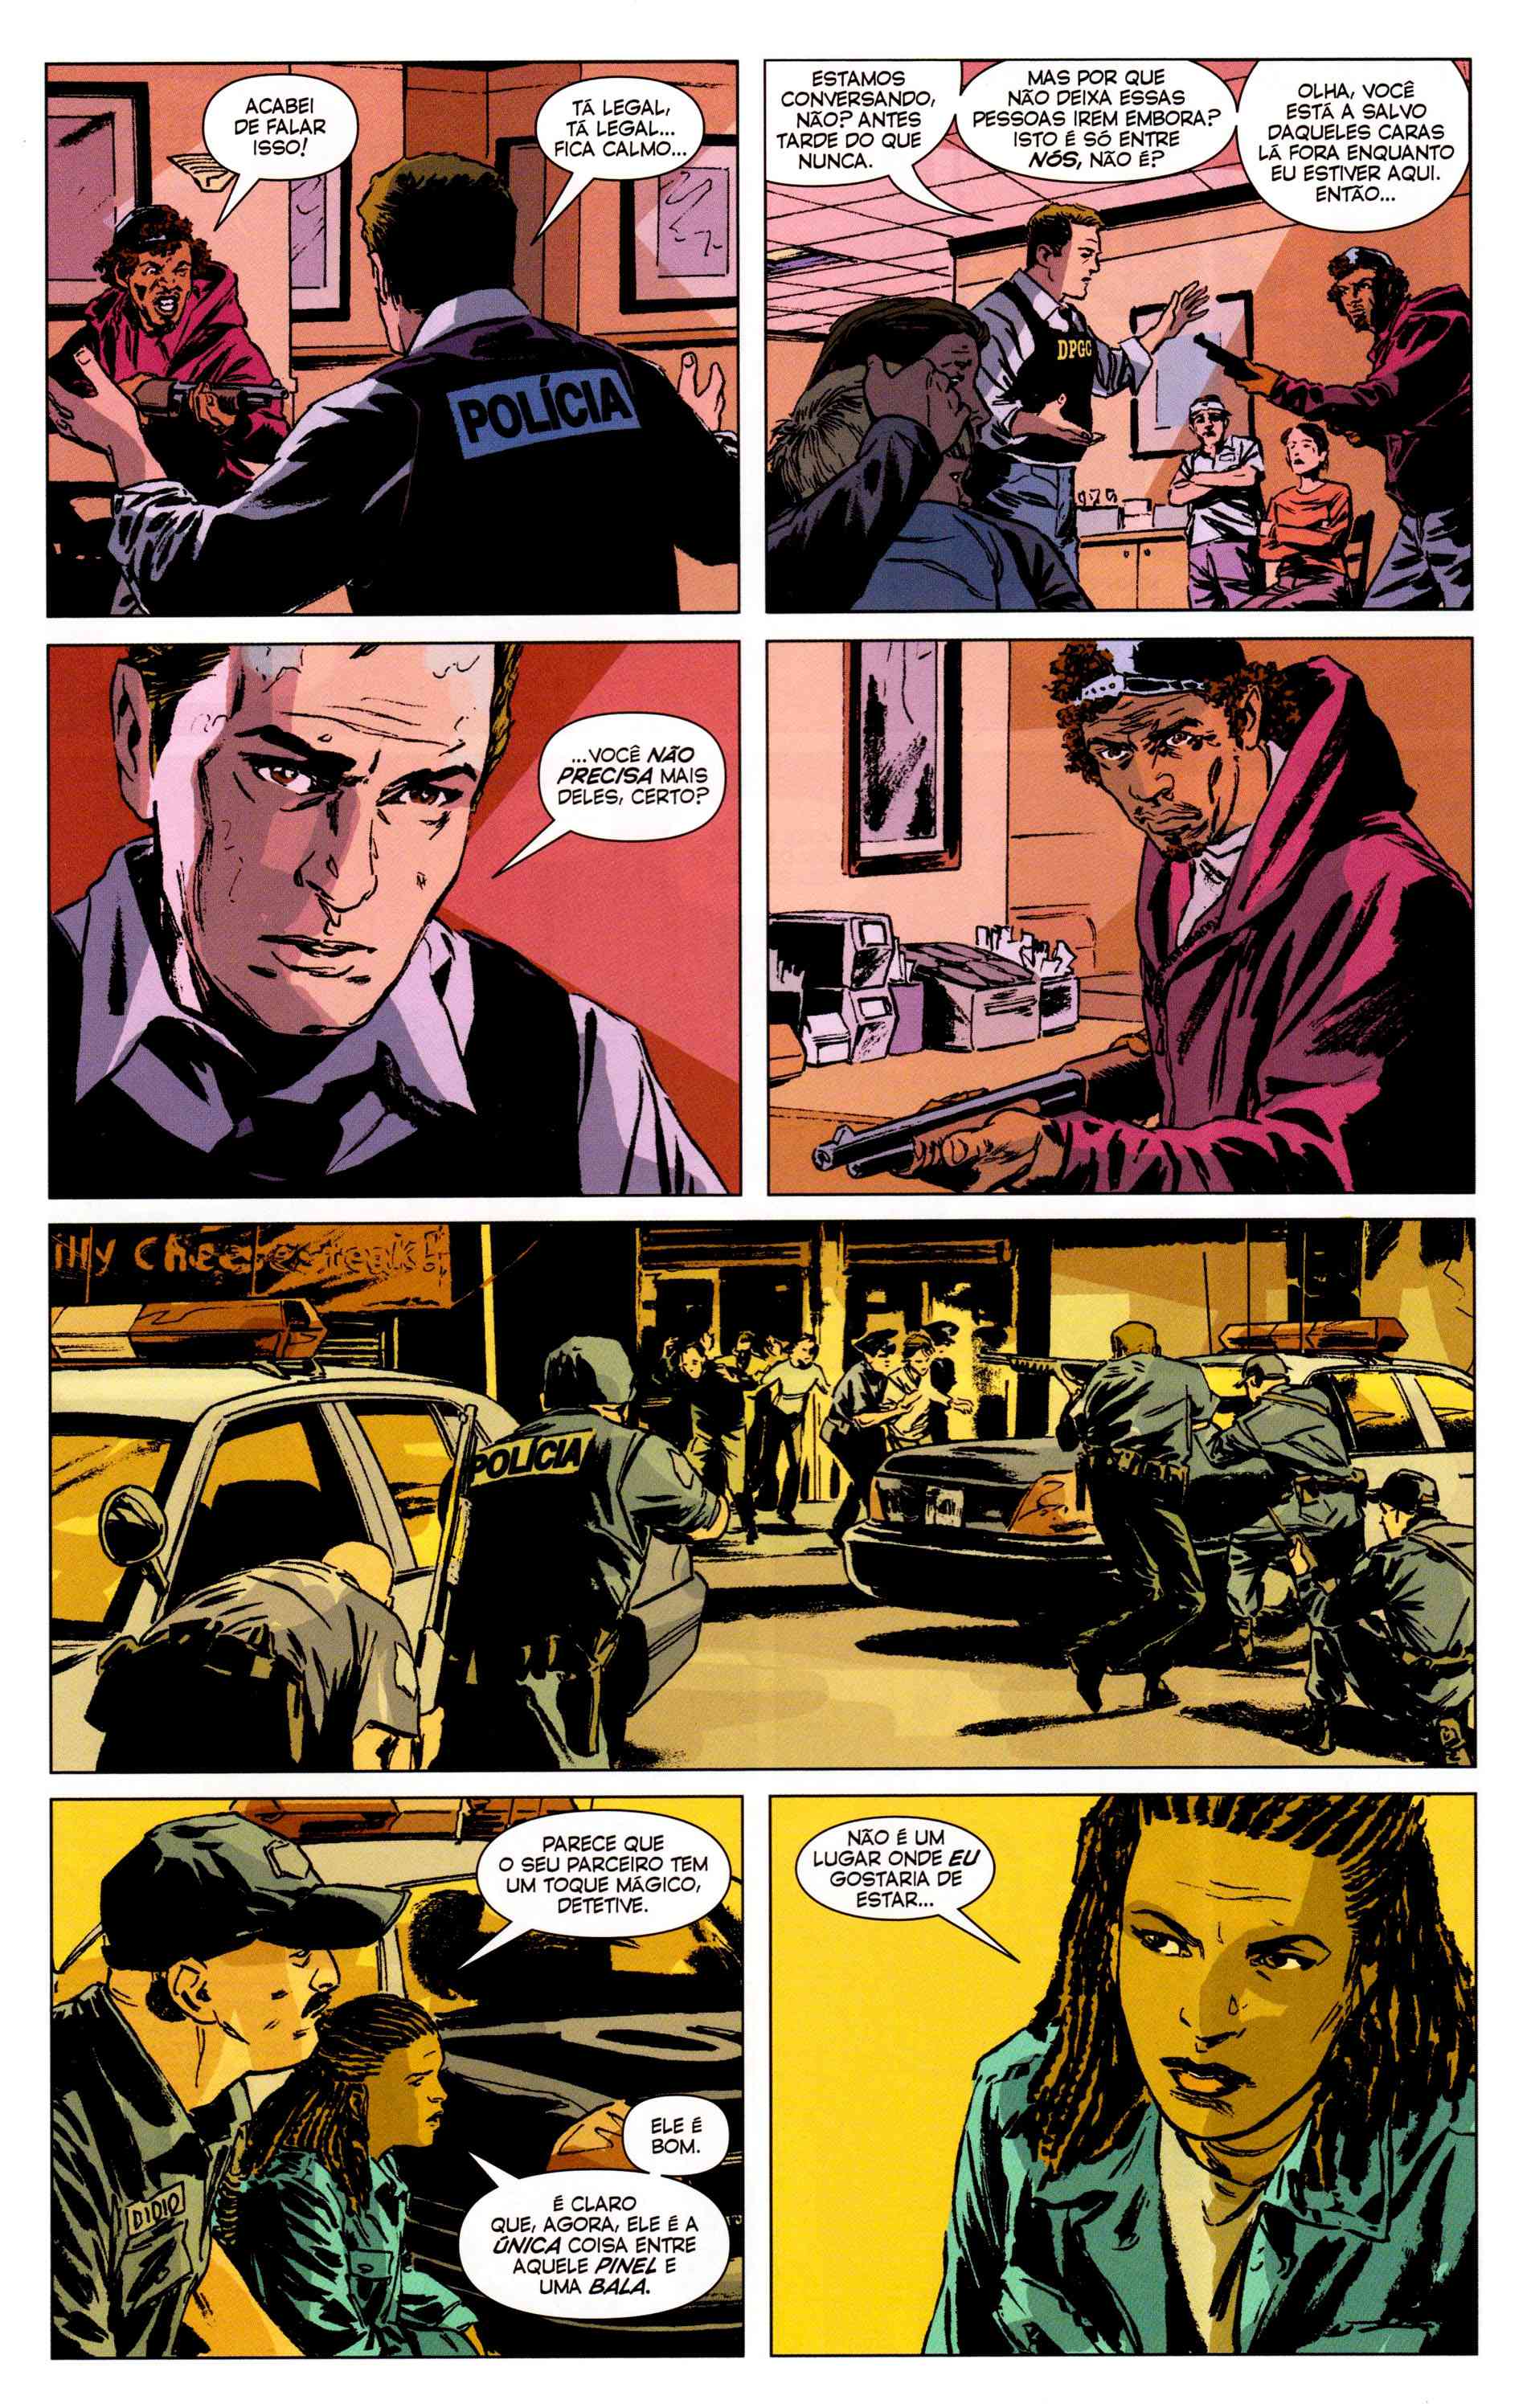 ACABEI
DE FALAR
ISSO!
TÁ LEGAL,
TÁ LEGAL...
FICA CALMO...
POLÍCIA
ESTAMOS
CONVERSANDO,
NÃO? ANTES
TARDE DO QUE
NUNCA.
MAS POR QUE
NÃO DEIXA ESSAS
PESSOAS IREM EMBORA?
ISTO É SÓ ENTRE
NÓS, NÃO É?
OLHA, VOCÊ
ESTÁ A SALVO
DAQUELES CARAS
LÁ FORA ENQUANTO
EU ESTIVER AQUI.
ENTÃO...
DPGC
...VOCÊ NÃO
PRECISA MAIS
DELES, CERTO?
illy Cheesesteak!
POLÍCIA
PARECE QUE
O SEU PARCEIRO TEM
UM TOQUE MÁGICO,
DETETIVE.
ELE É
BOM.
É CLARO
QUE, AGORA, ELE É A
ÚNICA COISA ENTRE
AQUELE PINEL E
UMA BALA.
DIDIO
NÃO É UM
LUGAR ONDE EU
GOSTARIA DE
ESTAR...